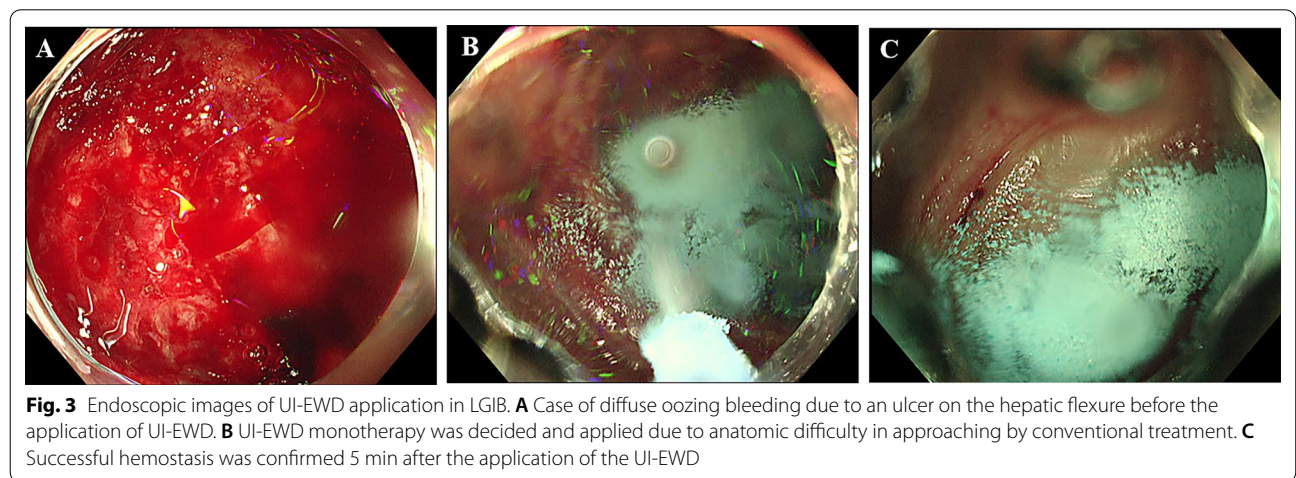 A
B
C
Fig. 3 Endoscopic images of UI-EWD application in LGIB. A Case of diffuse oozing bleeding due to an ulcer on the hepatic flexure before the
application of UI-EWD. B UI-EWD monotherapy was decided and applied due to anatomic difficulty in approaching by conventional treatment. C
Successful hemostasis was confirmed 5 min after the application of the UI-EWD